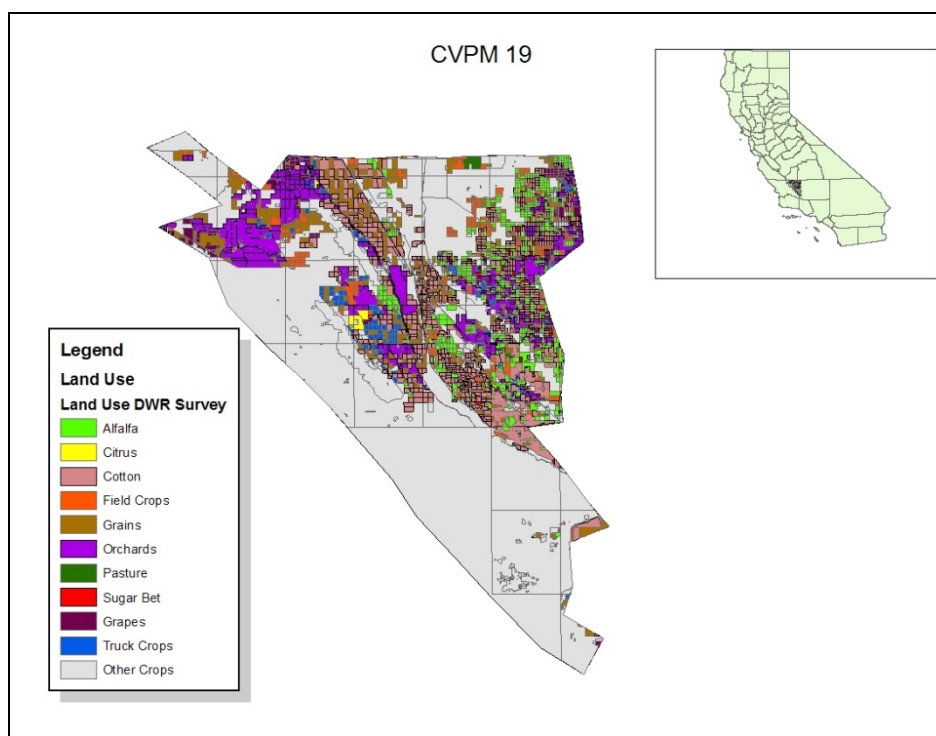 CVPM 19
Legend
Land Use
Land Use DWR Survey
Alfalfa
Citrus
Cotton
Field Crops
Grains
Orchards
Pasture
Sugar Bet
Grapes
Truck Crops
Other Crops